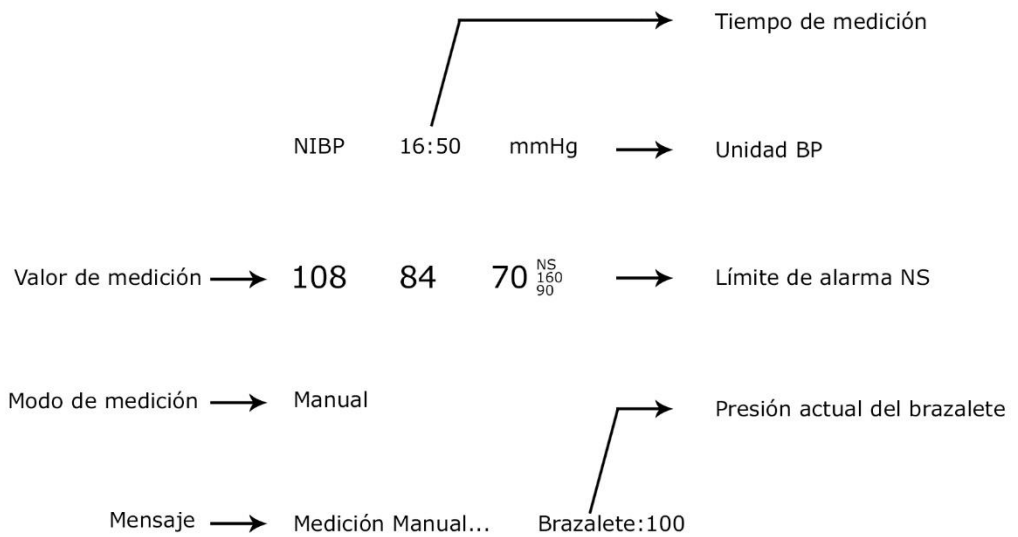 Tiempo de medición
NIBP 16:50 mmHg Unidad BP
Valor de medición 108 84 70 NS 160 90 Límite de alarma NS
Modo de medición Manual Presión actual del brazalete
Mensaje Medición Manual... Brazalete:100